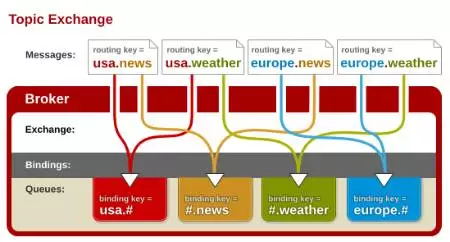 Topic Exchange
Messages:
routing key =
usa.news
routing key =
usa.weather
routing key =
europe.news
routing key =
europe.weather
Broker
Exchange:
Bindings:
Queues:
binding key =
usa.#
binding key =
#.news
binding key =
#.weather
binding key =
europe.#